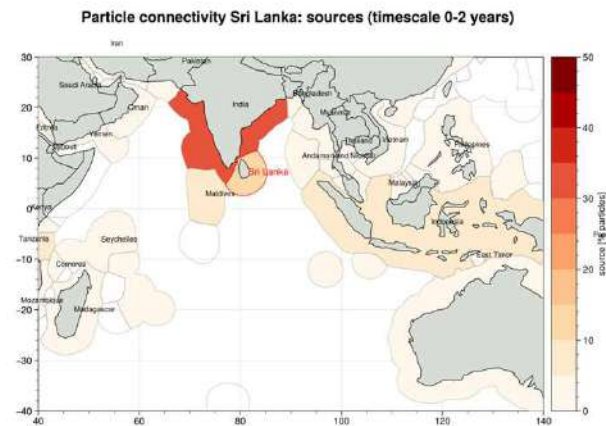 Particle connectivity Sri Lanka: sources (timescale 0-2 years)
Iran
30
Pakistan
50
Saudi Arabia
Bangladesh
20
Oman
India
Myanmar
Eritrea
Yemen
40
Thailand
Vietnam
Philippines
Djibouti
10
Andaman and Nicobar
Sri Lanka
30
Malaysia
Maldives
0
Kenya
Indonesia
source [% particles]
Tanzania
Seychelles
20
-10
East Timor
Comoros
Mozambique
Madagascar
-20
10
-30
-40
0
40
60
80
100
120
140